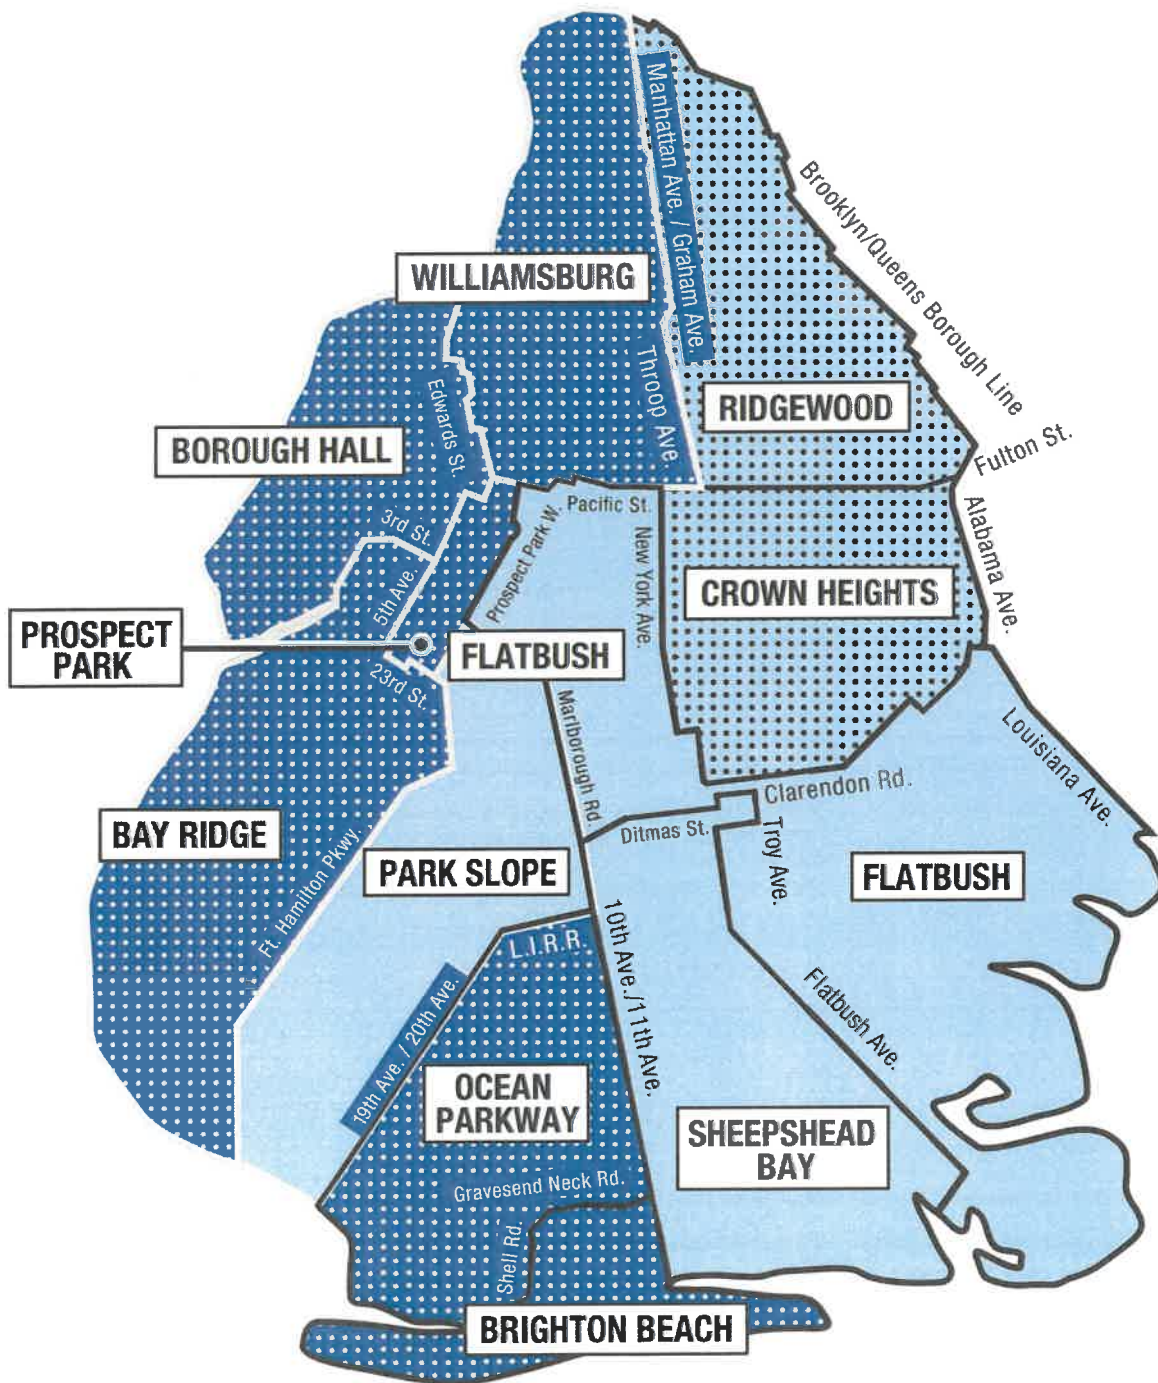 Manhattan Ave. / Graham Ave.
Brooklyn/Queens Borough Line
WILLIAMSBURG
Throop Ave.
Edwards St.
RIDGEWOOD
BOROUGH HALL
Fulton St.
Pacific St.
Prospect Park W.
New York Ave.
Alabama Ave.
3rd St.
5th Ave.
CROWN HEIGHTS
PROSPECT
PARK
FLATBUSH
23rd St.
Marlborough Rd.
Louisiana Ave.
Clarendon Rd.
Ditmas St.
Troy Ave.
BAY RIDGE
Ft. Hamilton Pkwy.
PARK SLOPE
FLATBUSH
L.I.R.R.
10th Ave./11th Ave.
19th Ave. / 20th Ave.
Flatbush Ave.
OCEAN
PARKWAY
SHEEPSHEAD
BAY
Gravesend Neck Rd.
Shell Rd.
BRIGHTON BEACH